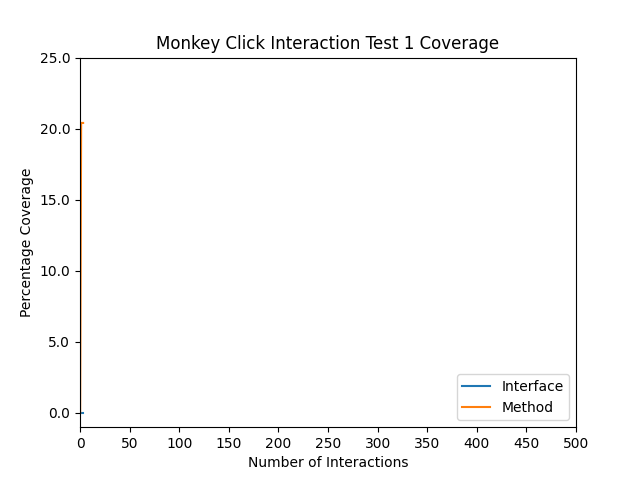 Monkey Click Interaction Test 1 Coverage
25.0
20.0
15.0
10.0
5.0
0.0
Percentage Coverage
0 50 100 150 200 250 300 350 400 450 500
Number of Interactions
Interface
Method